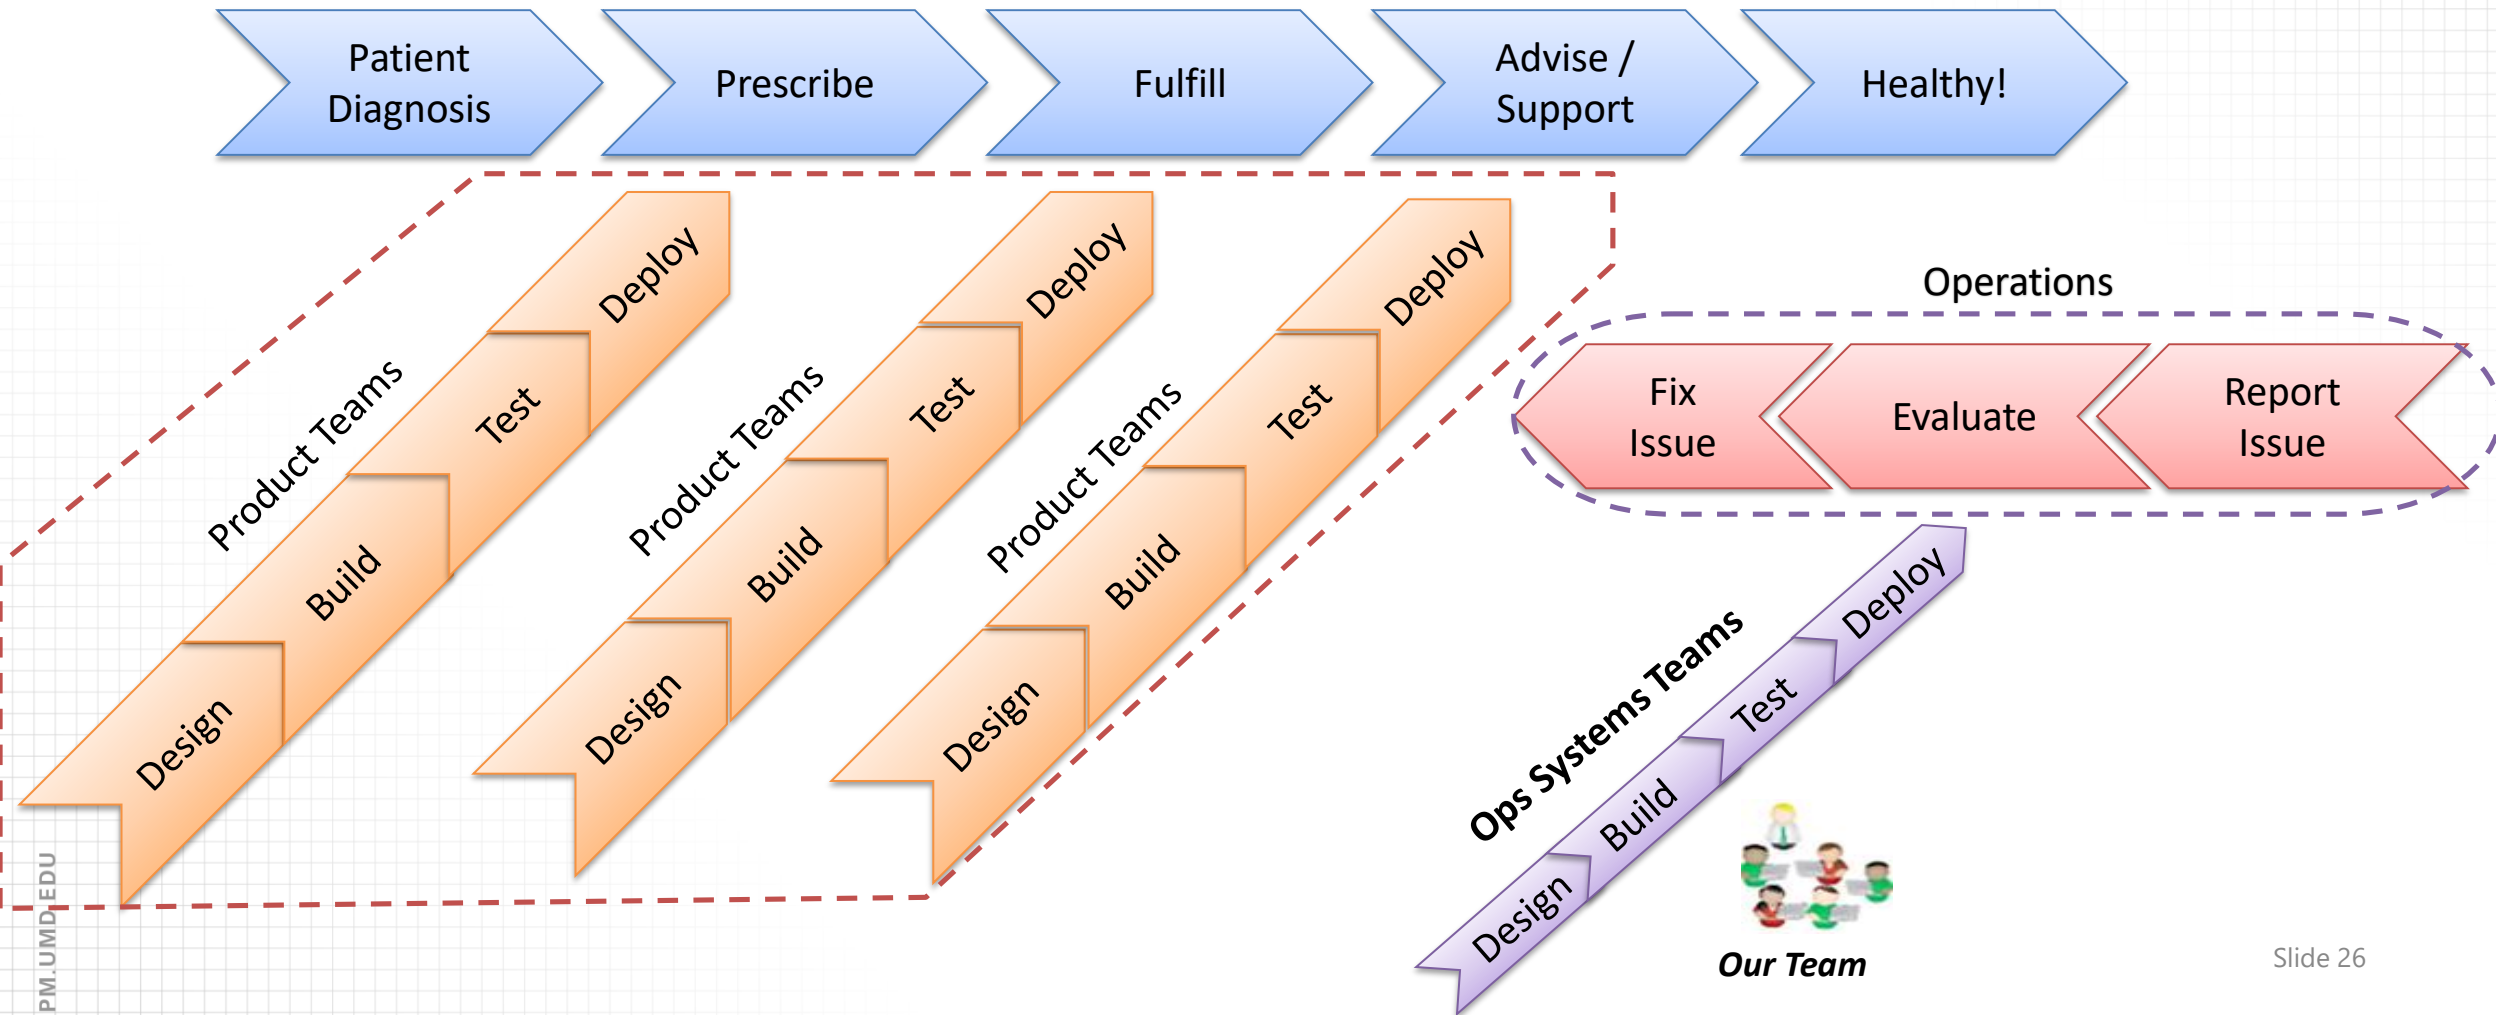 Patient
Diagnosis
Prescribe
Fulfill
Advise /
Support
Healthy!
Product Teams
Design
Build
Test
Deploy
Product Teams
Design
Build
Test
Deploy
Product Teams
Design
Build
Test
Deploy
Operations
Fix
Issue
Evaluate
Report
Issue
Ops Systems Teams
Design
Build
Test
Deploy
Our Team
PM.UMD.EDU
Slide 26